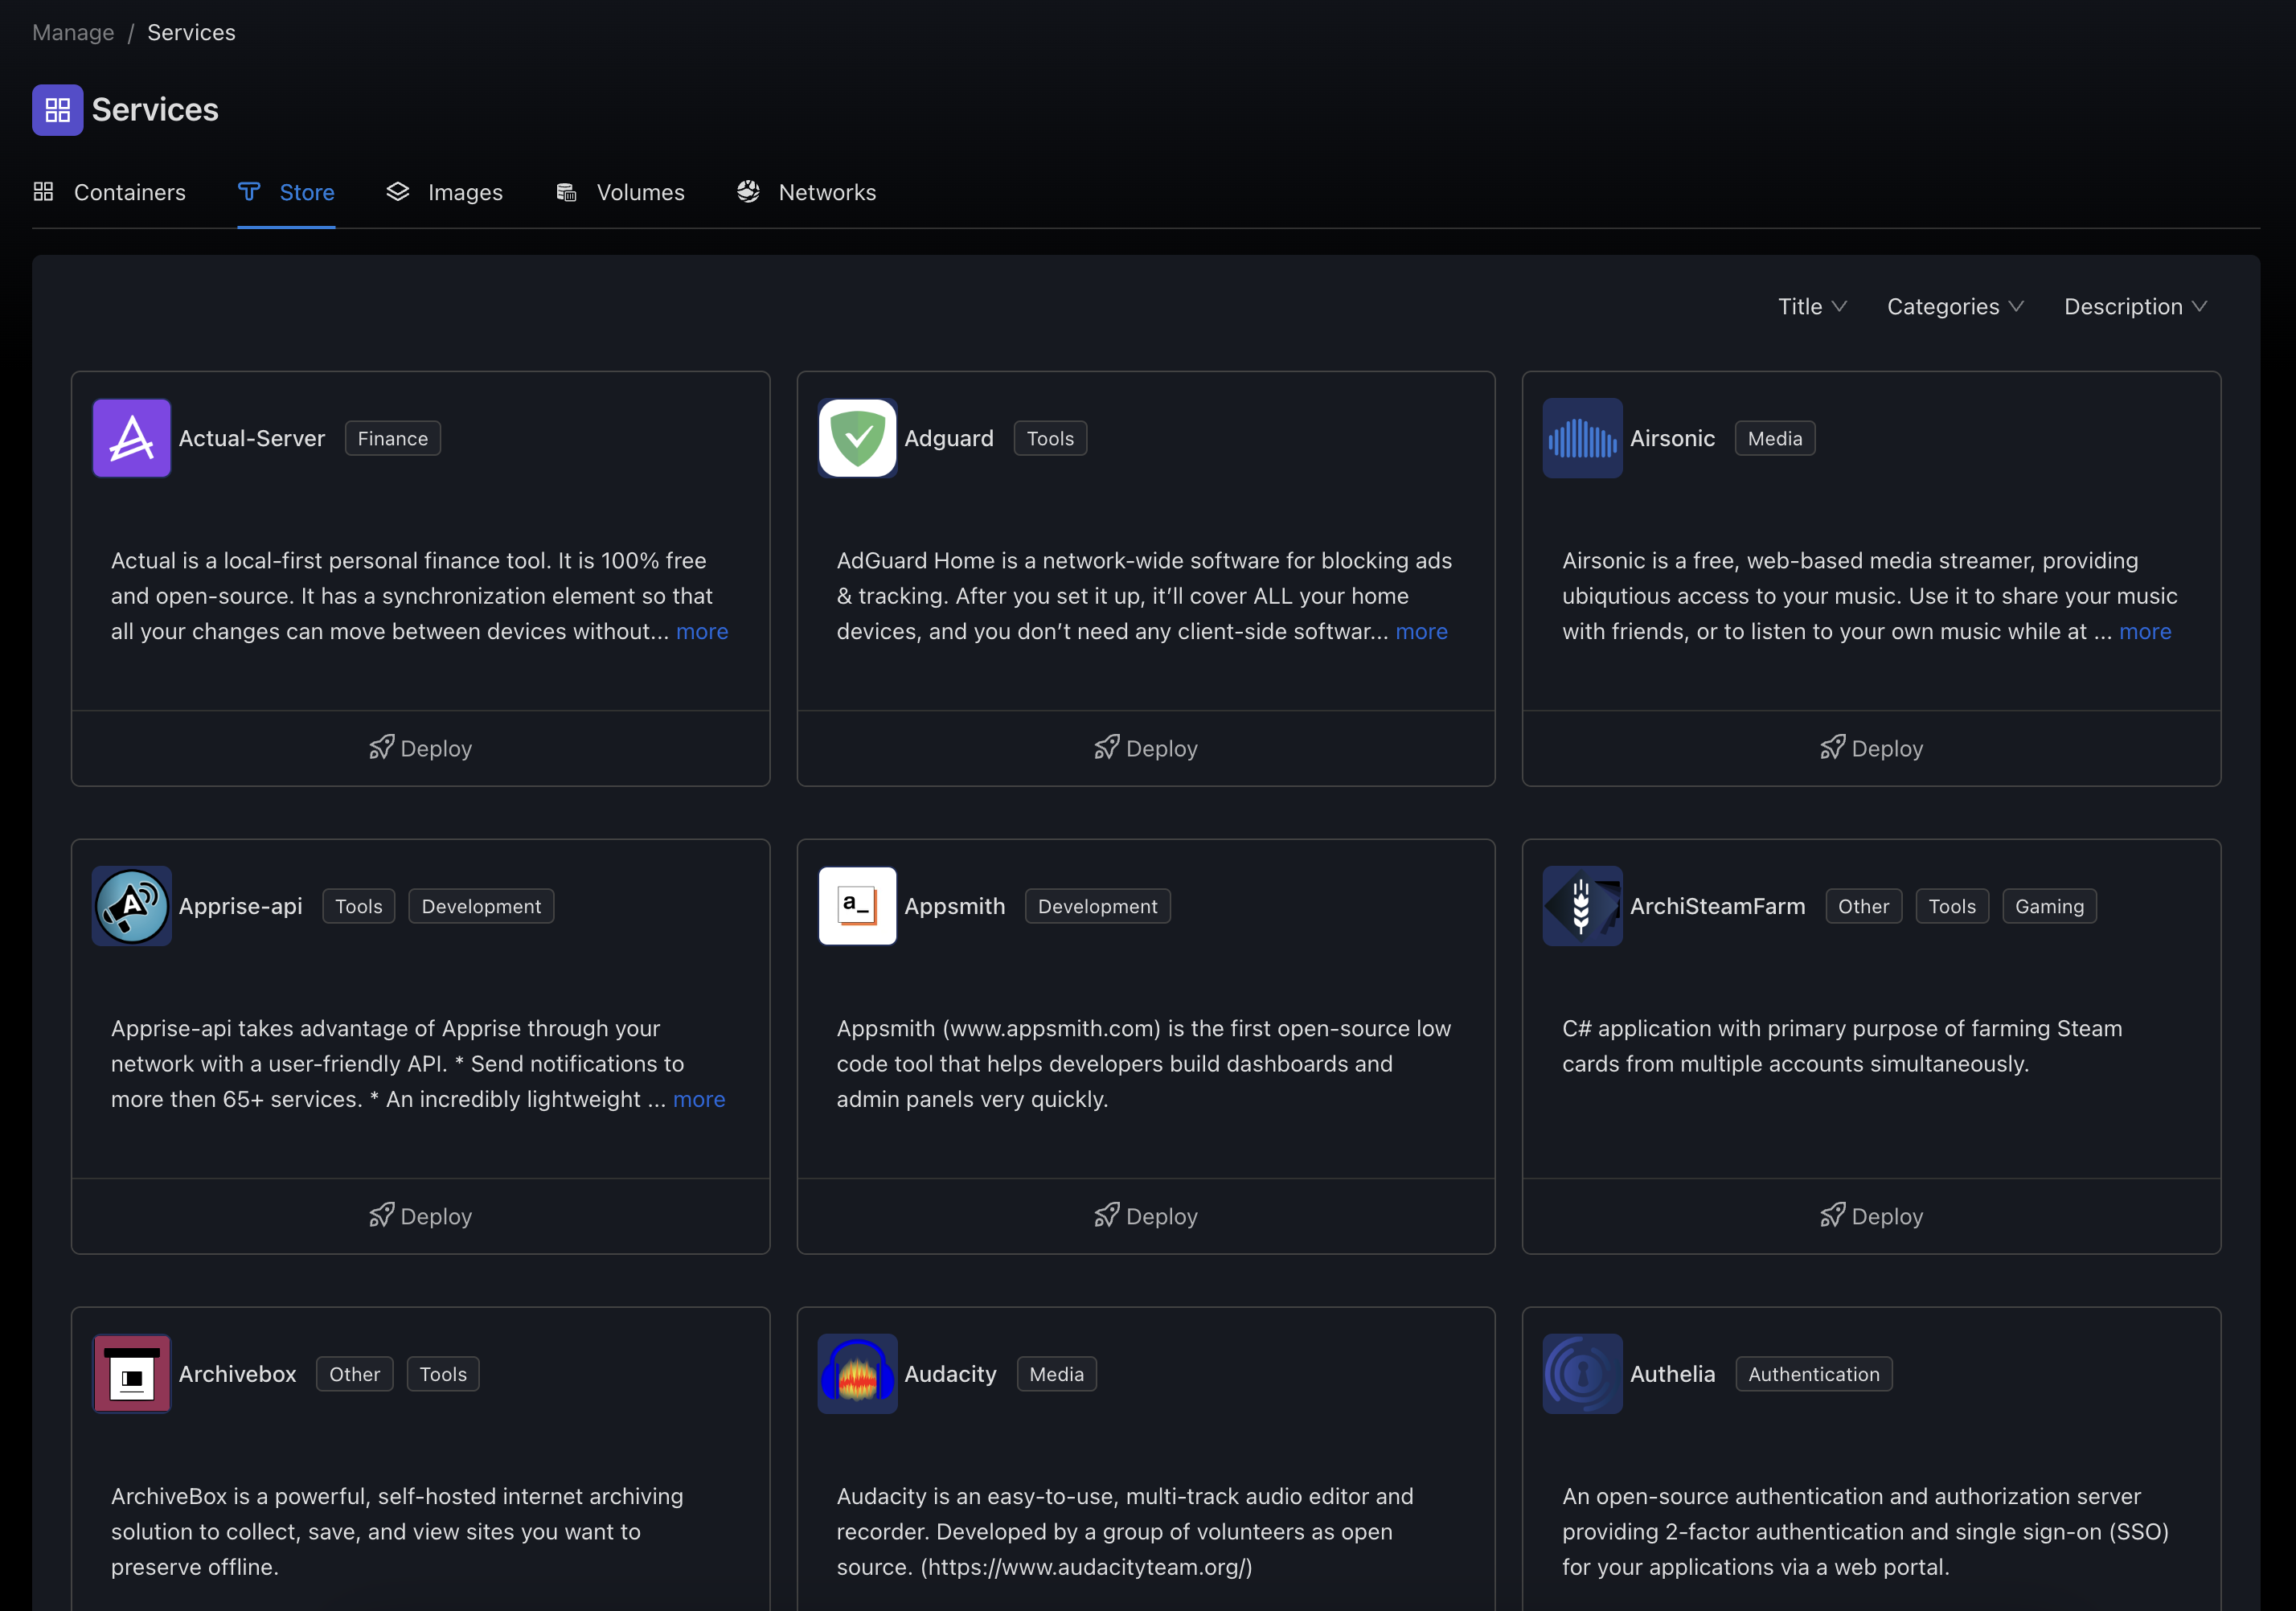 Manage / Services
Services
Containers
Store
Images
Volumes
Networks
Title
Categories
Description
Actual-Server
Finance
Actual is a local-first personal finance tool. It is 100% free
and open-source. It has a synchronization element so that
all your changes can move between devices without... more
Deploy
Adguard
Tools
AdGuard Home is a network-wide software for blocking ads
& tracking. After you set it up, it’ll cover ALL your home
devices, and you don’t need any client-side softwar... more
Deploy
Airsonic
Media
Airsonic is a free, web-based media streamer, providing
ubiqutious access to your music. Use it to share your music
with friends, or to listen to your own music while at ... more
Deploy
Apprise-api
Tools
Development
Apprise-api takes advantage of Apprise through your
network with a user-friendly API. * Send notifications to
more then 65+ services. * An incredibly lightweight ... more
Deploy
a_
Appsmith
Development
Appsmith (www.appsmith.com) is the first open-source low
code tool that helps developers build dashboards and
admin panels very quickly.
Deploy
ArchiSteamFarm
Other
Tools
Gaming
C# application with primary purpose of farming Steam
cards from multiple accounts simultaneously.
Deploy
Archivebox
Other
Tools
ArchiveBox is a powerful, self-hosted internet archiving
solution to collect, save, and view sites you want to
preserve offline.
Audacity
Media
Audacity is an easy-to-use, multi-track audio editor and
recorder. Developed by a group of volunteers as open
source. (https://www.audacityteam.org/)
Authelia
Authentication
An open-source authentication and authorization server
providing 2-factor authentication and single sign-on (SSO)
for your applications via a web portal.